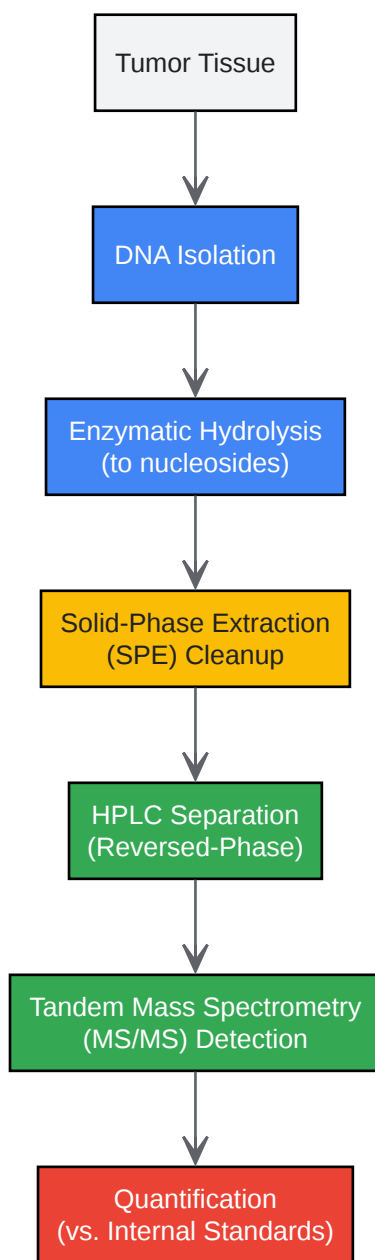 Tumor Tissue
DNA Isolation
Enzymatic Hydrolysis
(to nucleosides)
Solid-Phase Extraction
(SPE) Cleanup
HPLC Separation
(Reversed-Phase)
Tandem Mass Spectrometry
(MS/MS) Detection
Quantification
(vs. Internal Standards)